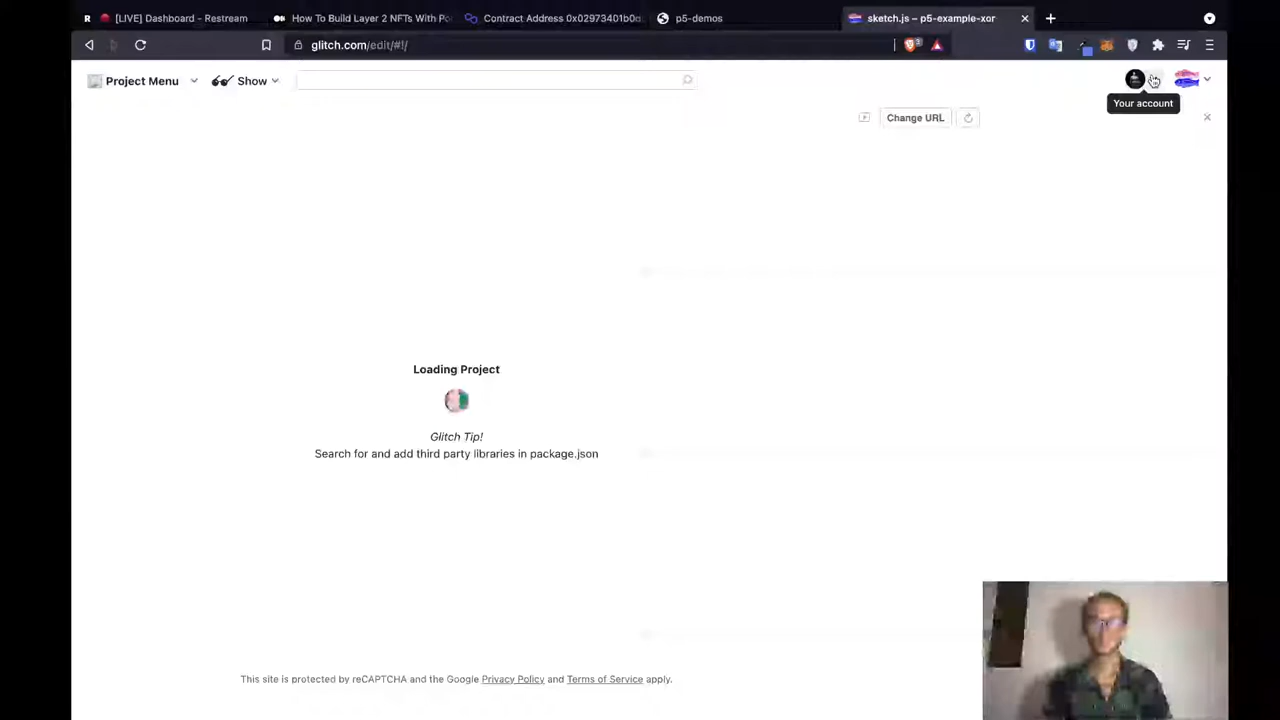 [LIVE] Dashboard - Restream
How To Build Layer 2 NFTs With Po
Contract Address 0x02973401b0d
p5-demos
sketch.js – p5-example-xor
glitch.com/edit/#!/
Project Menu
Show
Your account
Change URL
Loading Project
Glitch Tip!
Search for and add third party libraries in package.json
This site is protected by reCAPTCHA and the Google Privacy Policy and Terms of Service apply.